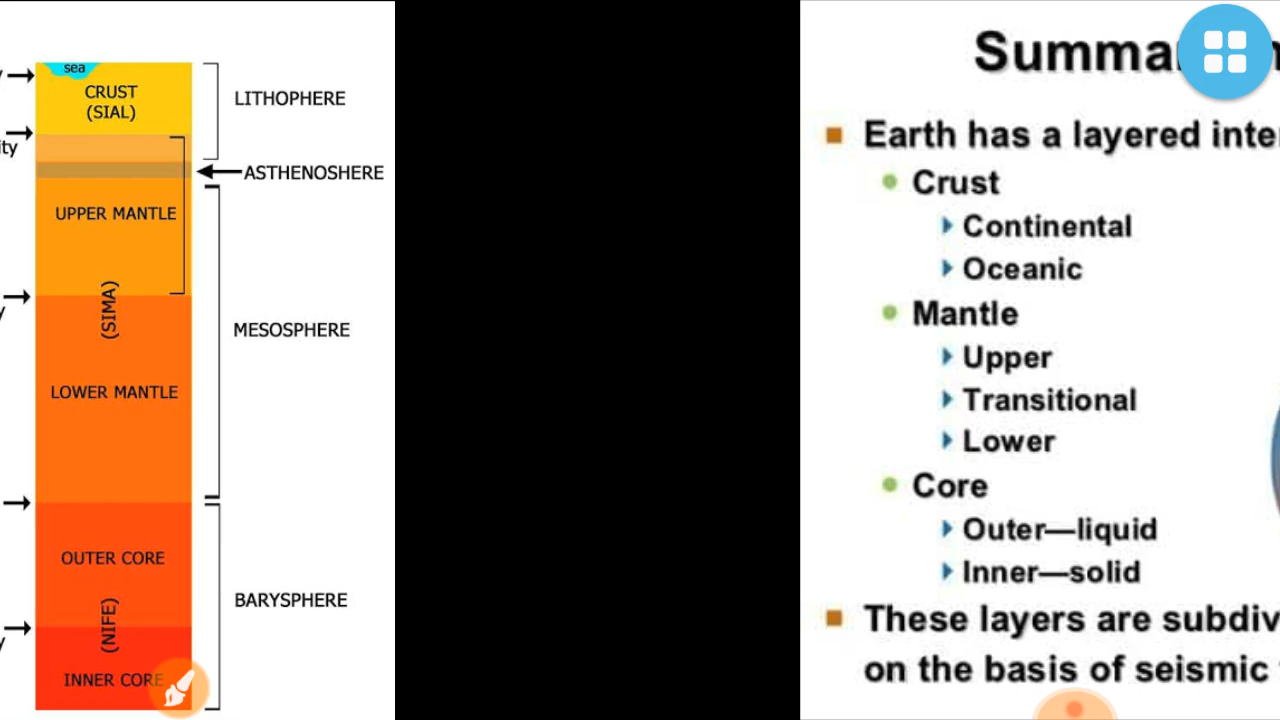 sea
CRUST
(SIAL)
LITHOPHERE
ity
ASTHENOSHERE
UPPER MANTLE
(SIMA)
MESOSPHERE
LOWER MANTLE
OUTER CORE
BARYSPHERE
(NIFE)
INNER CORE
Earth has a layered
Crust
Continental
Oceanic
Mantle
Upper
Transitional
Lower
Core
Outer—liquid
Inner—solid
These layers are
on the basis of seismic